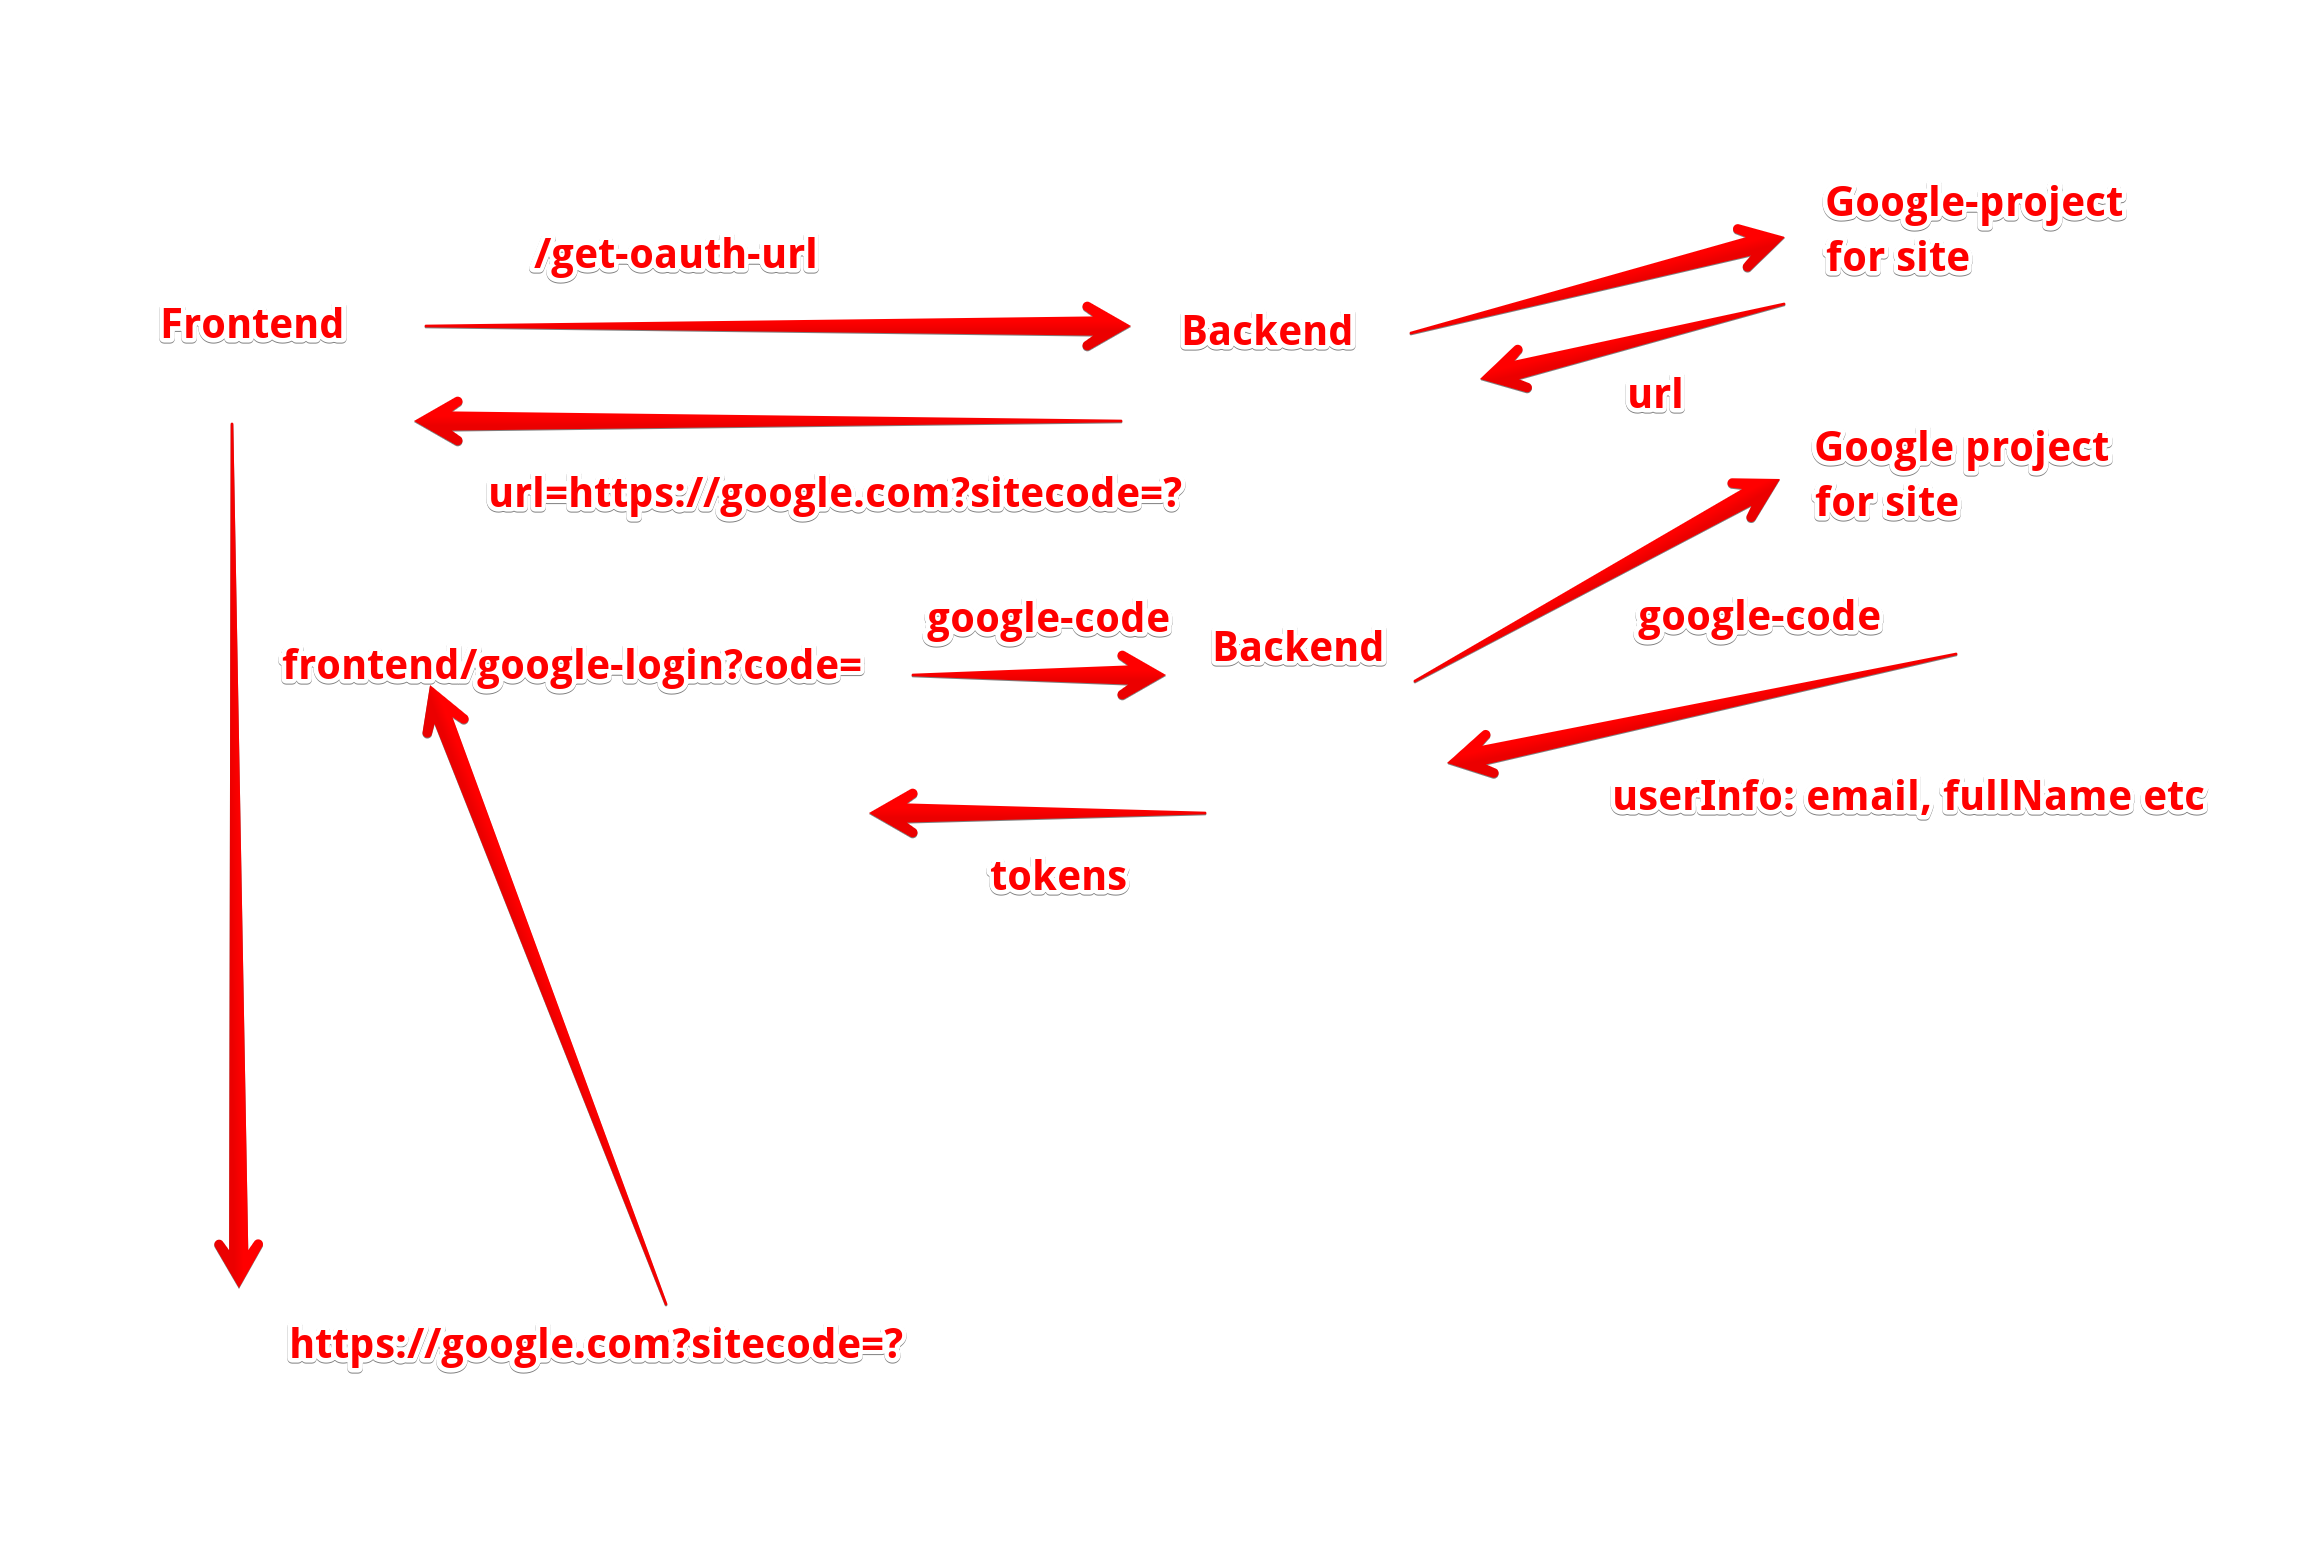 Google-project
for site
/get-oauth-url
Frontend
Backend
url
Google project
for site
url=https://google.com?sitecode=?
google-code
google-code
Backend
frontend/google-login?code=
userInfo: email, fullName etc
tokens
https://google.com?sitecode=?